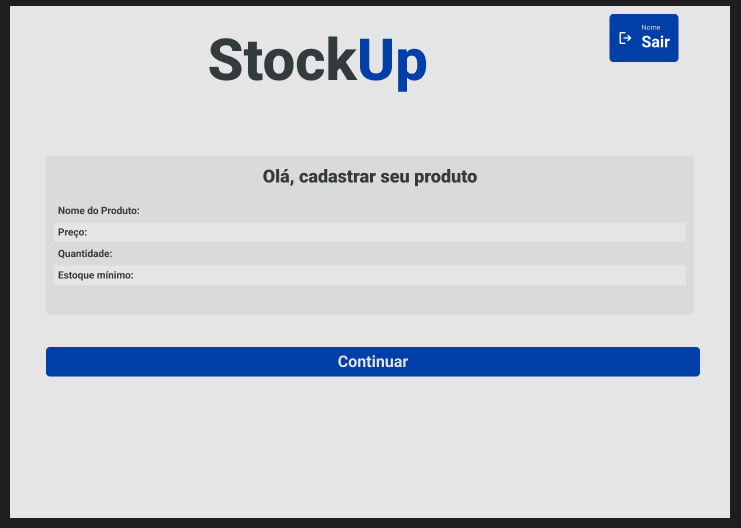 StockUp
Nome
Sair
Olá, cadastrar seu produto
Nome do Produto:
Preço:
Quantidade:
Estoque mínimo:
Continuar